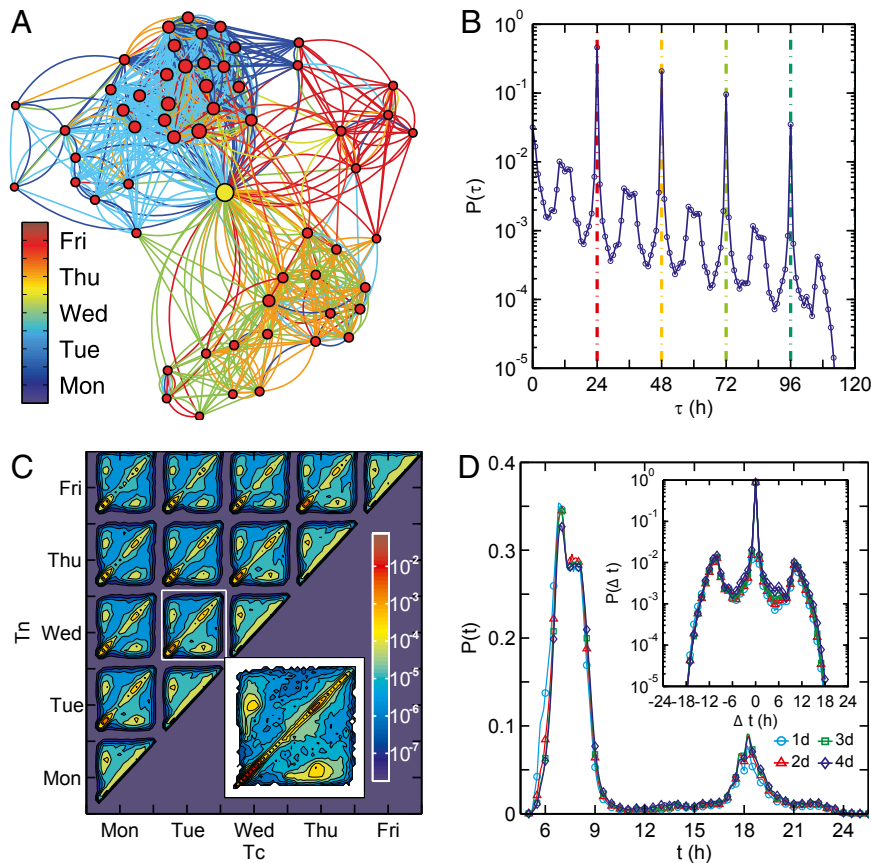 A
Fri
Thu
Wed
Tue
Mon
B
P(τ)
10^0
10^-1
10^-2
10^-3
10^-4
10^-5
0 24 48 72 96 120
τ (h)
C
Tn
Fri
Thu
Wed
Tue
Mon
10^-2
10^-3
10^-4
10^-5
10^-6
10^-7
Mon Tue Wed Thu Fri
Tc
D
P(t)
0.4
0.3
0.2
0.1
0
6 9 12 15 18 21 24
t (h)
P(Δ t)
10^0
10^-1
10^-2
10^-3
10^-4
10^-5
-24 -18 -12 -6 0 6 12 18 24
Δ t (h)
1d 3d
2d 4d